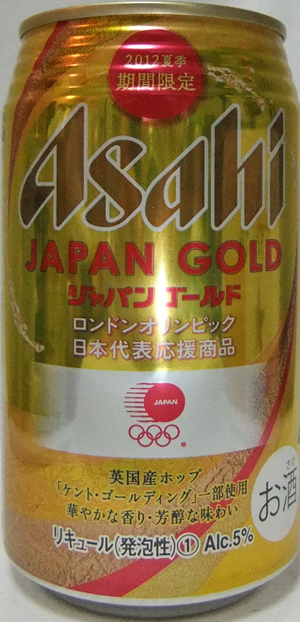 2012夏季
期間限定
Asahi
JAPAN GOLD
ジャパンゴールド
ロンドンオリンピック
日本代表応援商品
JAPAN
®
英国産ホップ
「ケント・ゴールディング」一部使用
華やかな香り・芳醇な味わい
さけ
お酒
リキュール(発泡性)① Alc.5%